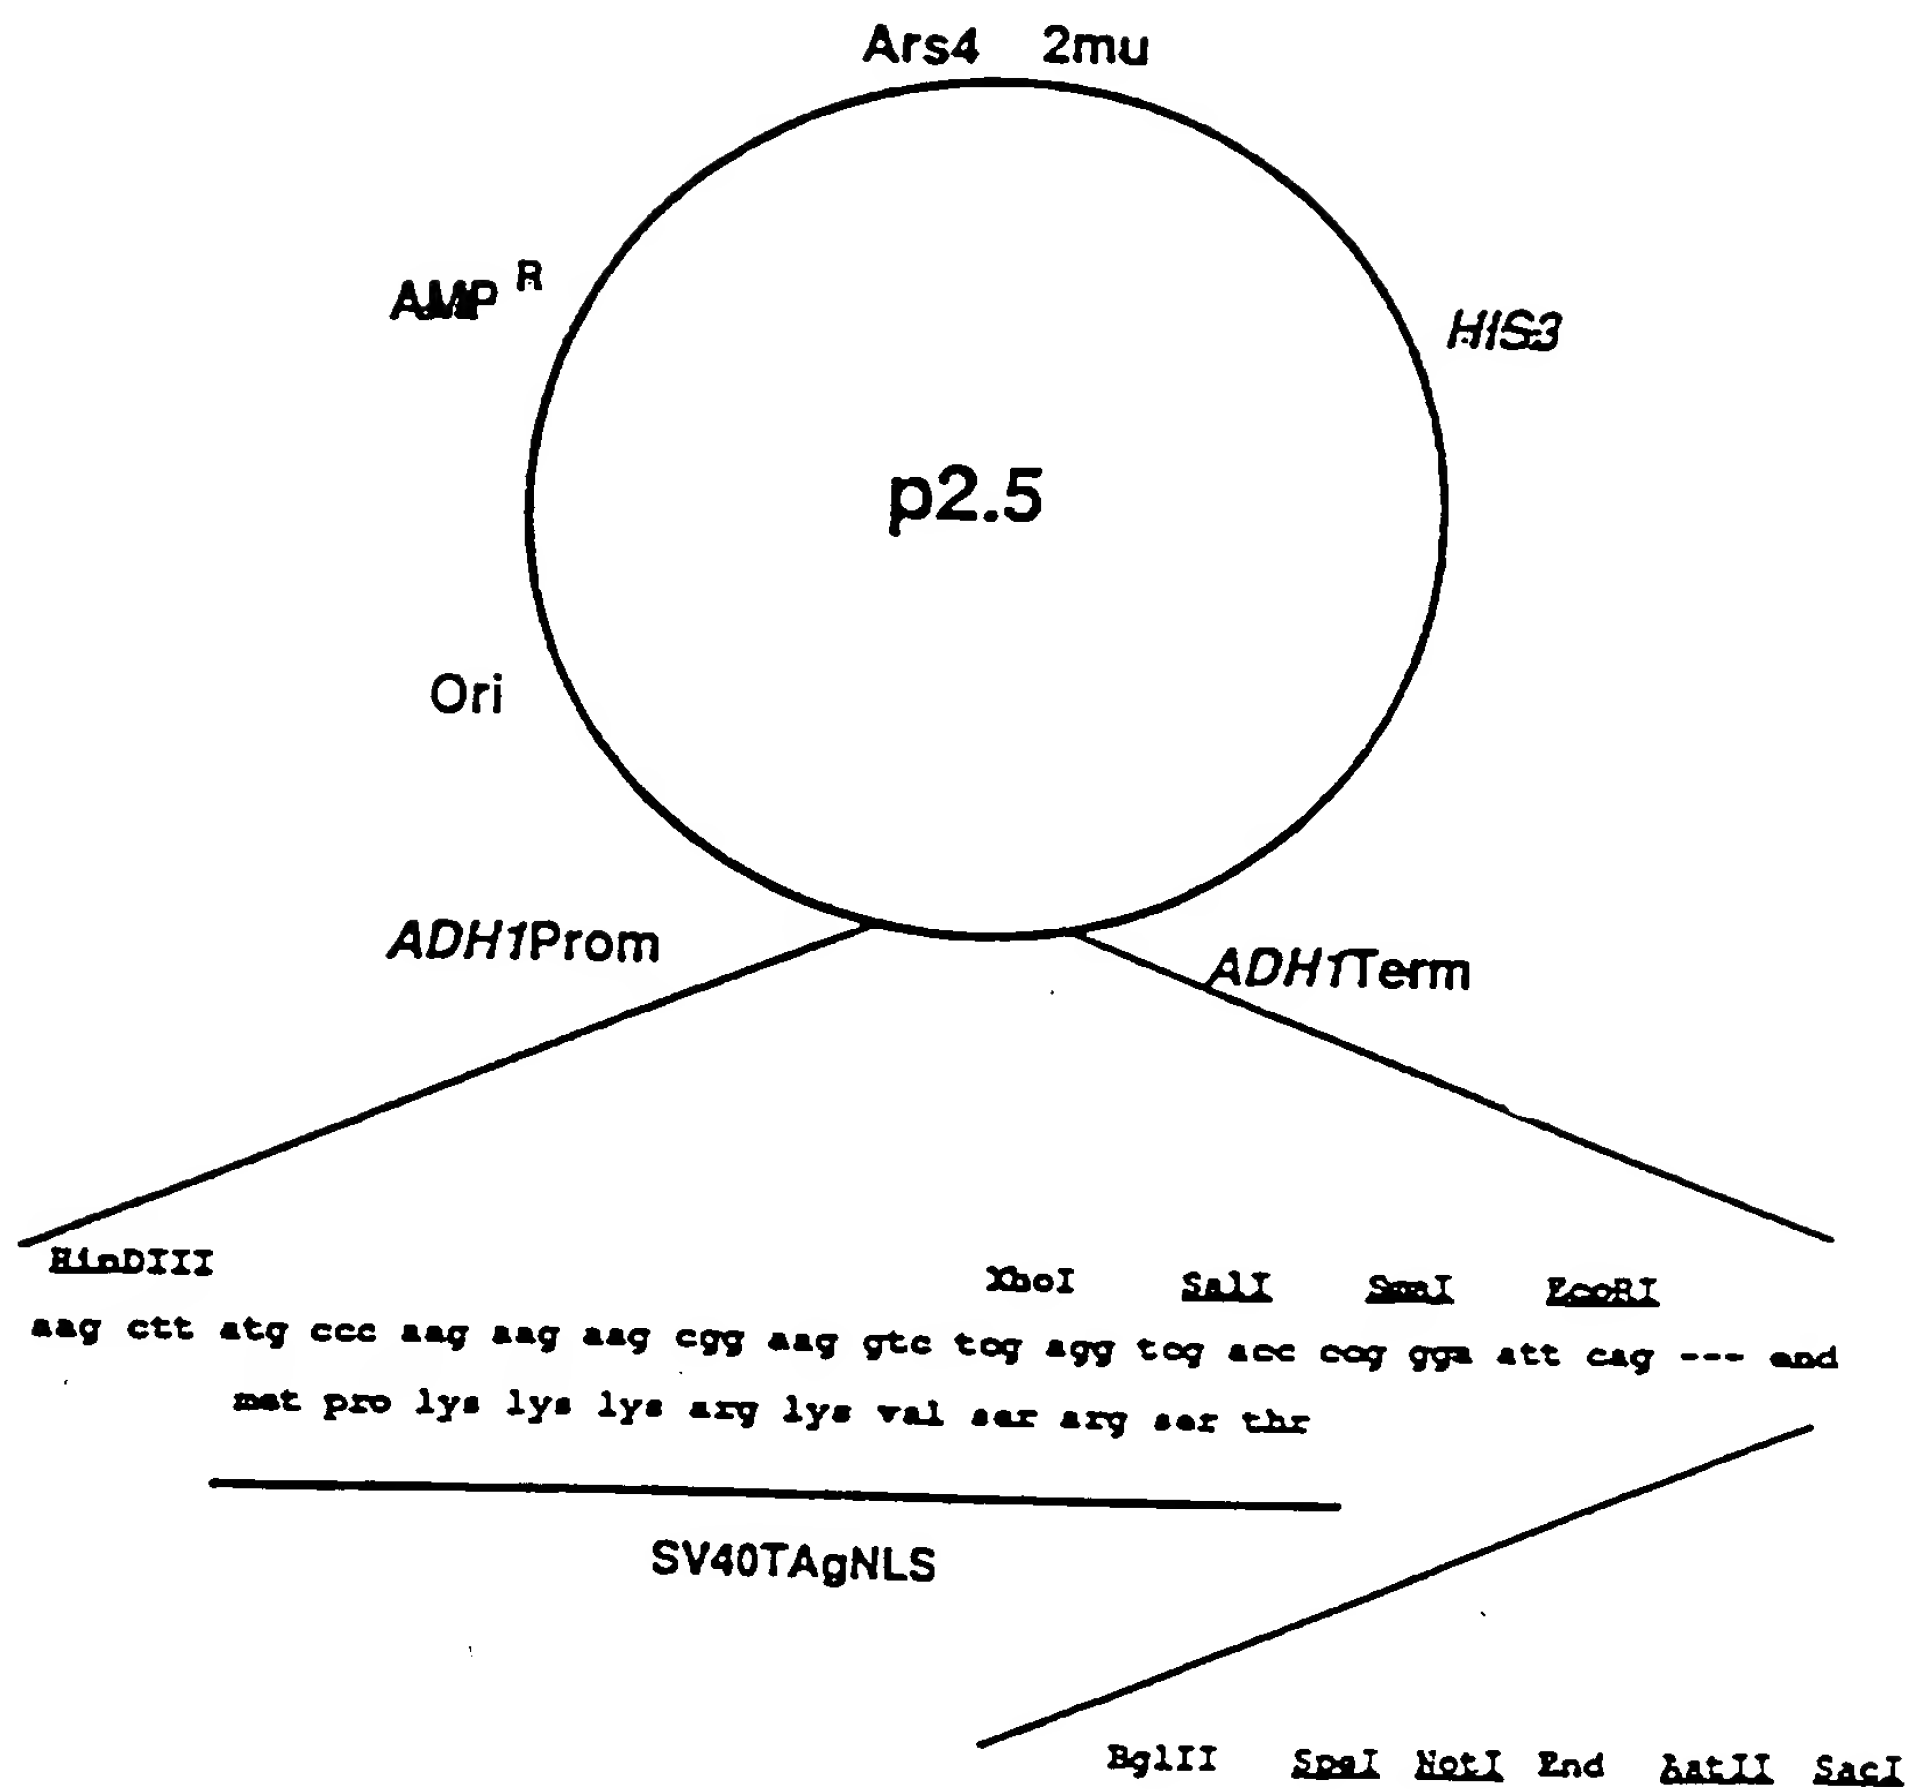 Ars4 2mu
AMP R
HIS3
p2.5
Ori
ADH1Prom
ADH1Term
HinDIII XhoI SalI SmaI EcoRI
aag ctt atg ccc aag aag aag cgg aag gtc tcg agg tcg acc ccg gga att cag --- end
met pro lys lys lys arg lys val ser arg ser thr
SV40TAgNLS
BglII SpeI NotI End AatII SacI